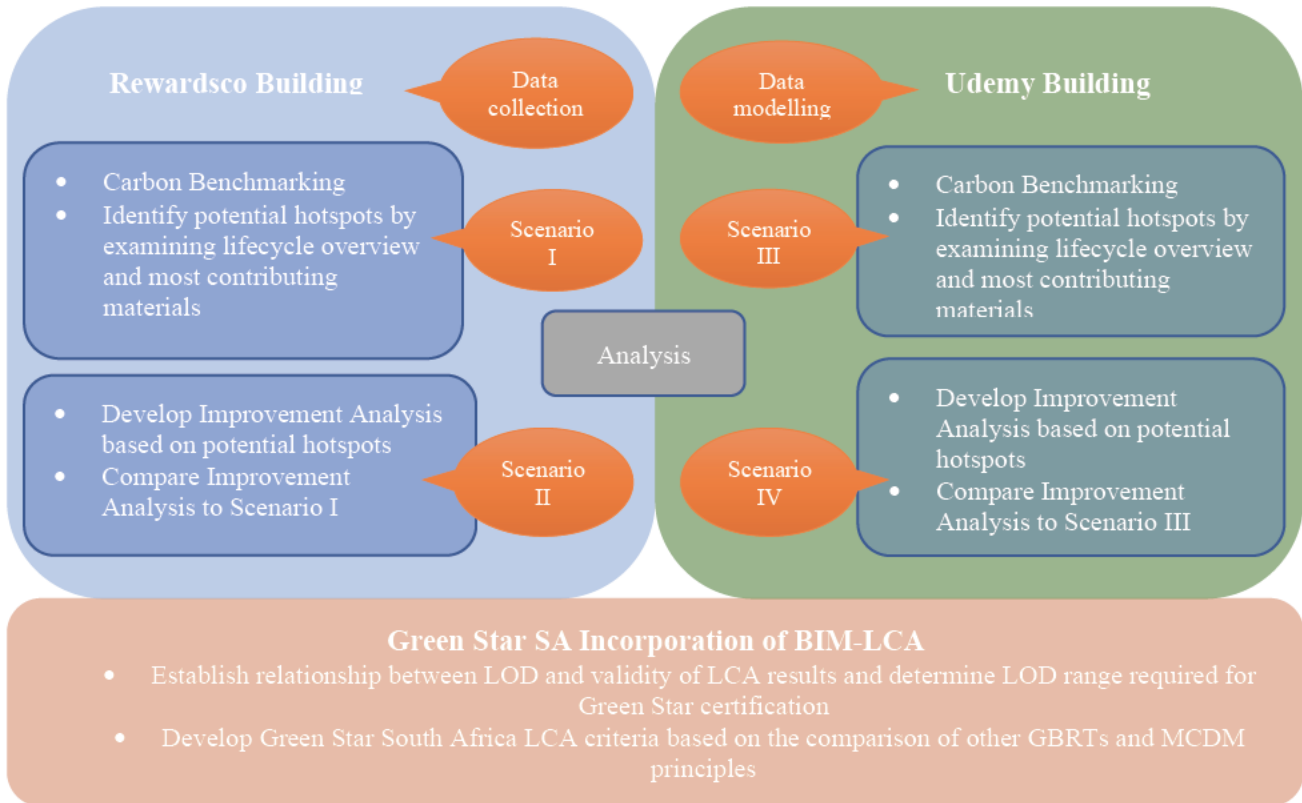 Rewardsco Building
Data
collection
• Carbon Benchmarking
• Identify potential hotspots by
examining lifecycle overview
and most contributing
materials
Scenario
I
• Develop Improvement Analysis
based on potential hotspots
• Compare Improvement
Analysis to Scenario I
Scenario
II
Analysis
Data
modelling
Udemy Building
Scenario
III
• Carbon Benchmarking
• Identify potential hotspots by
examining lifecycle overview
and most contributing
materials
Scenario
IV
• Develop Improvement
Analysis based on potential
hotspots
• Compare Improvement
Analysis to Scenario III
Green Star SA Incorporation of BIM-LCA
• Establish relationship between LOD and validity of LCA results and determine LOD range required for
Green Star certification
• Develop Green Star South Africa LCA criteria based on the comparison of other GBRTs and MCDM
principles